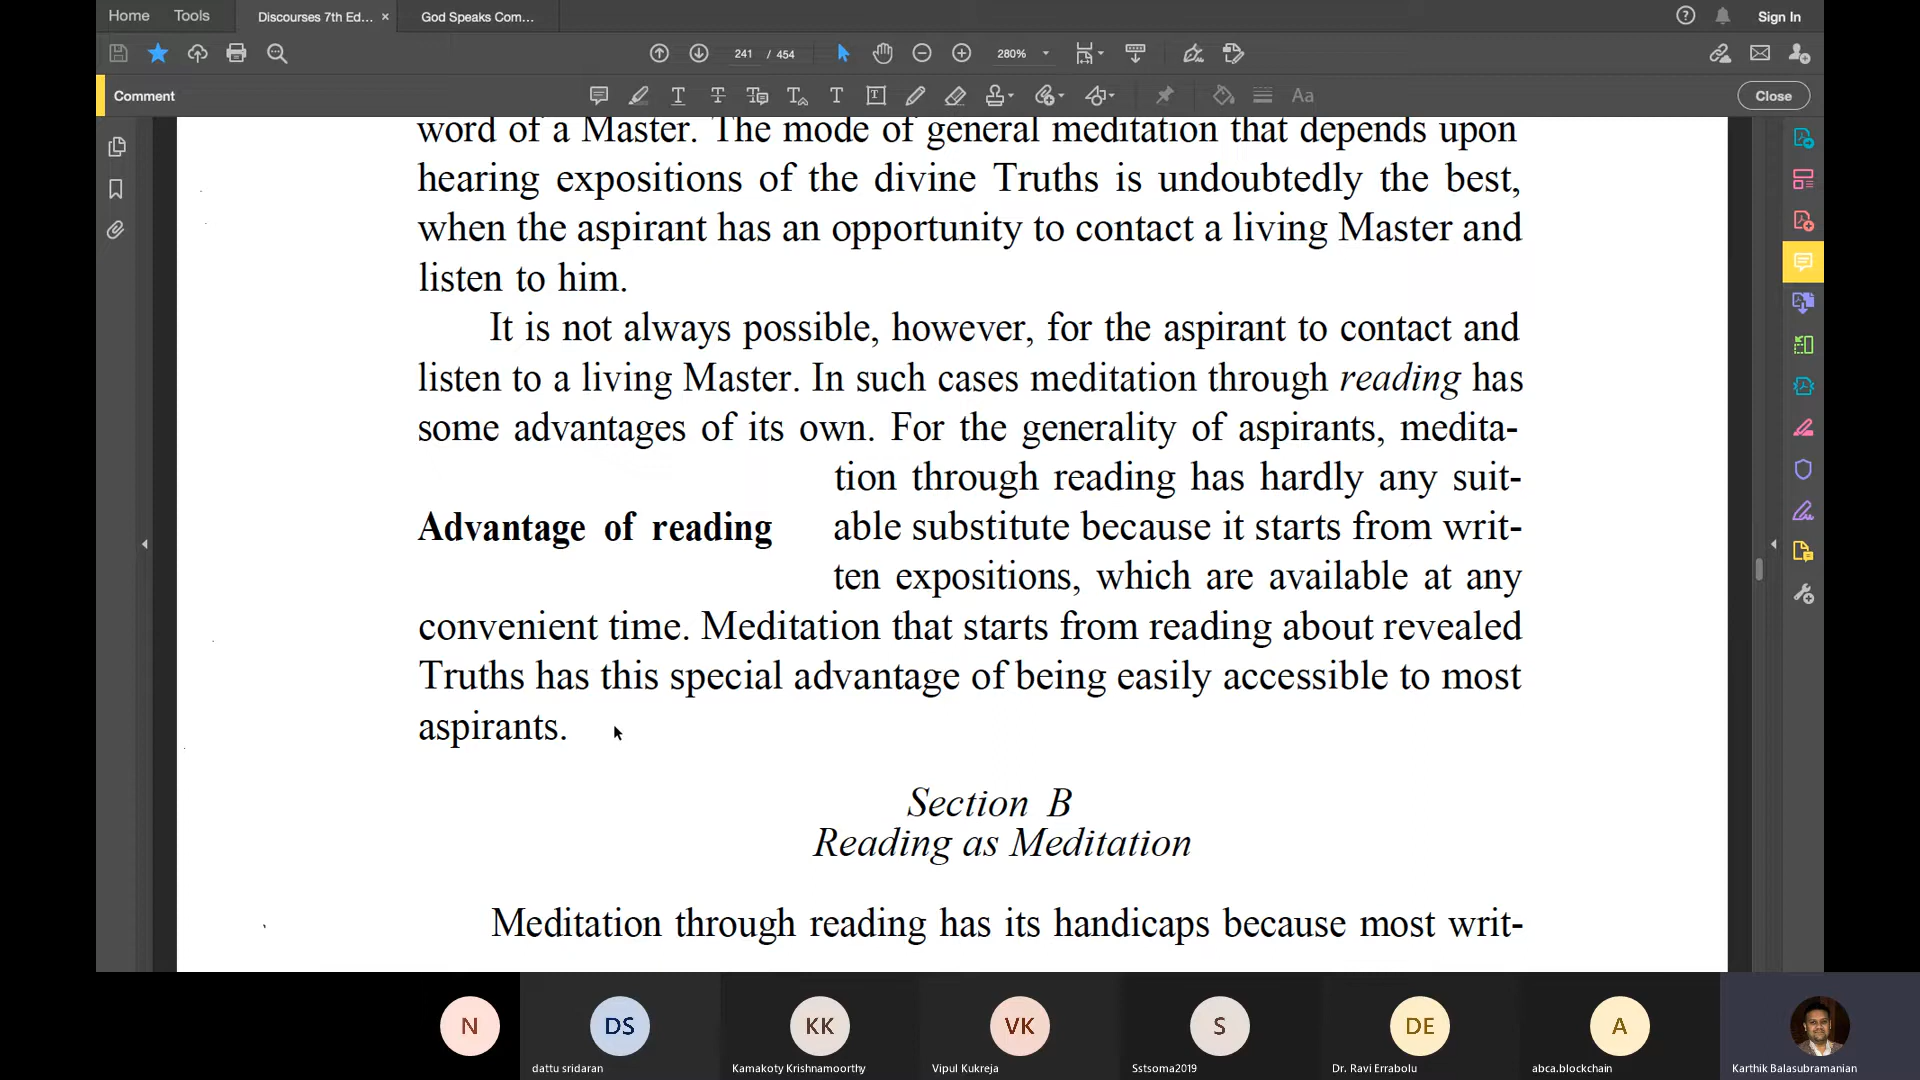 Home Tools Discourses 7th Ed... × God Speaks Com... Sign In
241 / 454 280%
Comment Close
word of a Master. The mode of general meditation that depends upon
hearing expositions of the divine Truths is undoubtedly the best,
when the aspirant has an opportunity to contact a living Master and
listen to him.
It is not always possible, however, for the aspirant to contact and
listen to a living Master. In such cases meditation through reading has
some advantages of its own. For the generality of aspirants, medita-
tion through reading has hardly any suit-
Advantage of reading able substitute because it starts from writ-
ten expositions, which are available at any
convenient time. Meditation that starts from reading about revealed
Truths has this special advantage of being easily accessible to most
aspirants.
Section B
Reading as Meditation
Meditation through reading has its handicaps because most writ-
N DS KK VK S DE A
dattu sridaran Kamakoty Krishnamoorthy Vipul Kukreja Sstsoma2019 Dr. Ravi Errabolu abca.blockchain Karthik Balasubramanian